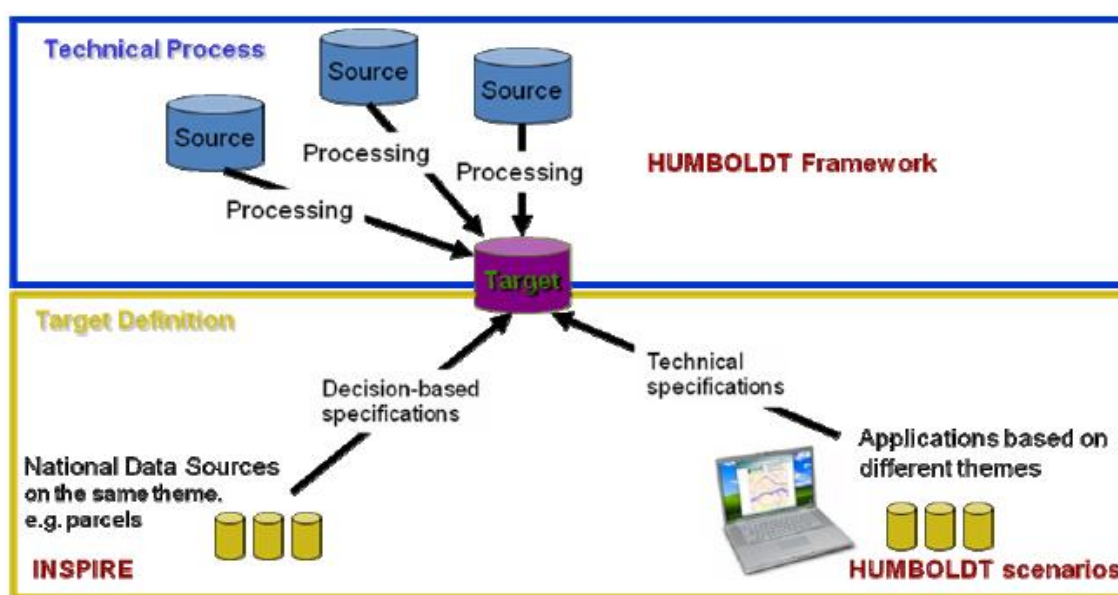 Technical Process
Source
Source
Source
Processing
Processing
Processing
HUMBOLDT Framework
Target
Target Definition
Decision-based
specifications
Technical
specifications
National Data Sources
on the same theme.
e.g. parcels
INSPIRE
Applications based on
different themes
HUMBOLDT scenarios